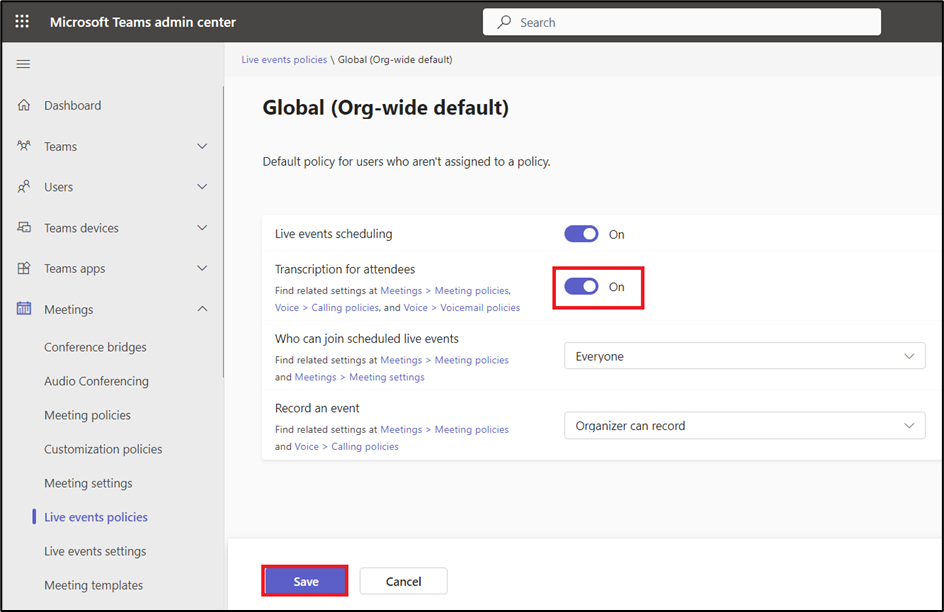 Microsoft Teams admin center
Search
Live events policies \ Global (Org-wide default)
Dashboard
Teams
Users
Teams devices
Teams apps
Meetings
Conference bridges
Audio Conferencing
Meeting policies
Customization policies
Meeting settings
Live events policies
Live events settings
Meeting templates
Global (Org-wide default)
Default policy for users who aren't assigned to a policy.
Live events scheduling
On
Transcription for attendees
Find related settings at Meetings > Meeting policies,
Voice > Calling policies, and Voice > Voicemail policies
On
Who can join scheduled live events
Find related settings at Meetings > Meeting policies
and Meetings > Meeting settings
Everyone
Record an event
Find related settings at Meetings > Meeting policies
and Voice > Calling policies
Organizer can record
Save
Cancel